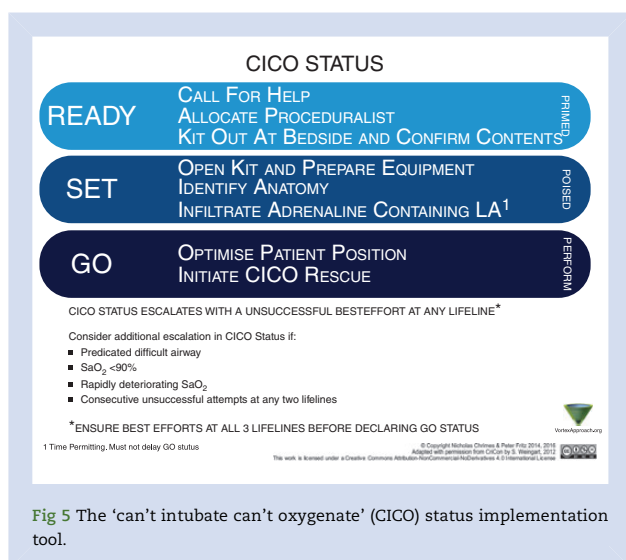 CICO STATUS
READY
CALL FOR HELP
ALLOCATE PROCEDURALIST
KIT OUT AT BEDSIDE AND CONFIRM CONTENTS
PRIMED
SET
OPEN KIT AND PREPARE EQUIPMENT
IDENTIFY ANATOMY
INFILTRATE ADRENALINE CONTAINING LA1
POISED
GO
OPTIMISE PATIENT POSITION
INITIATE CICO RESCUE
PERFORM
CICO STATUS ESCALATES WITH A UNSUCCESSFUL BESTEFFORT AT ANY LIFELINE*
Consider additional escalation in CICO Status if:
Predicated difficult airway
SaO2 <90%
Rapidly deteriorating SaO2
Consecutive unsuccessful attempts at any two lifelines
*ENSURE BEST EFFORTS AT ALL 3 LIFELINES BEFORE DECLARING GO STATUS
VortexApproach.org
1 Time Permitting. Must not delay GO status
© Copyright Nicholas Chrimes & Peter Fritz 2014, 2016
Adapted with permission from CriCon by S. Weingart, 2012
This work is licensed under a Creative Commons Attribution-NonCommercial-NoDerivatives 4.0 International License
Fig 5 The 'can't intubate can't oxygenate' (CICO) status implementation
tool.